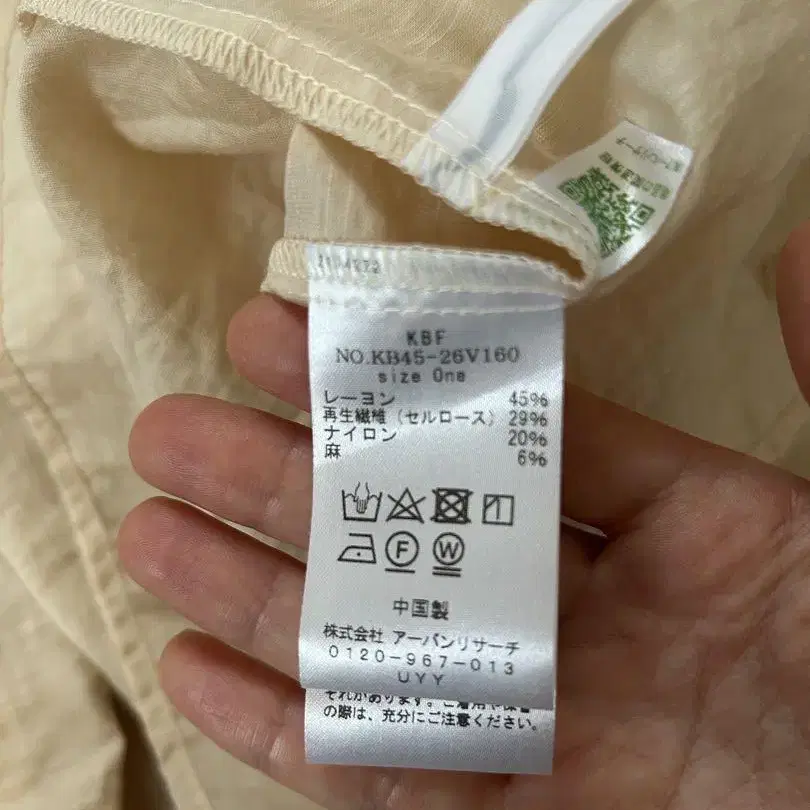 KBF
NO.KB45-26V160
size One
レーヨン 45%
再生繊維（セルロース） 29%
ナイロン 20%
麻 6%
F W
中国製
株式会社 アーバンリサーチ
0120-967-013
UYY
の際は、充分にご注意ください。